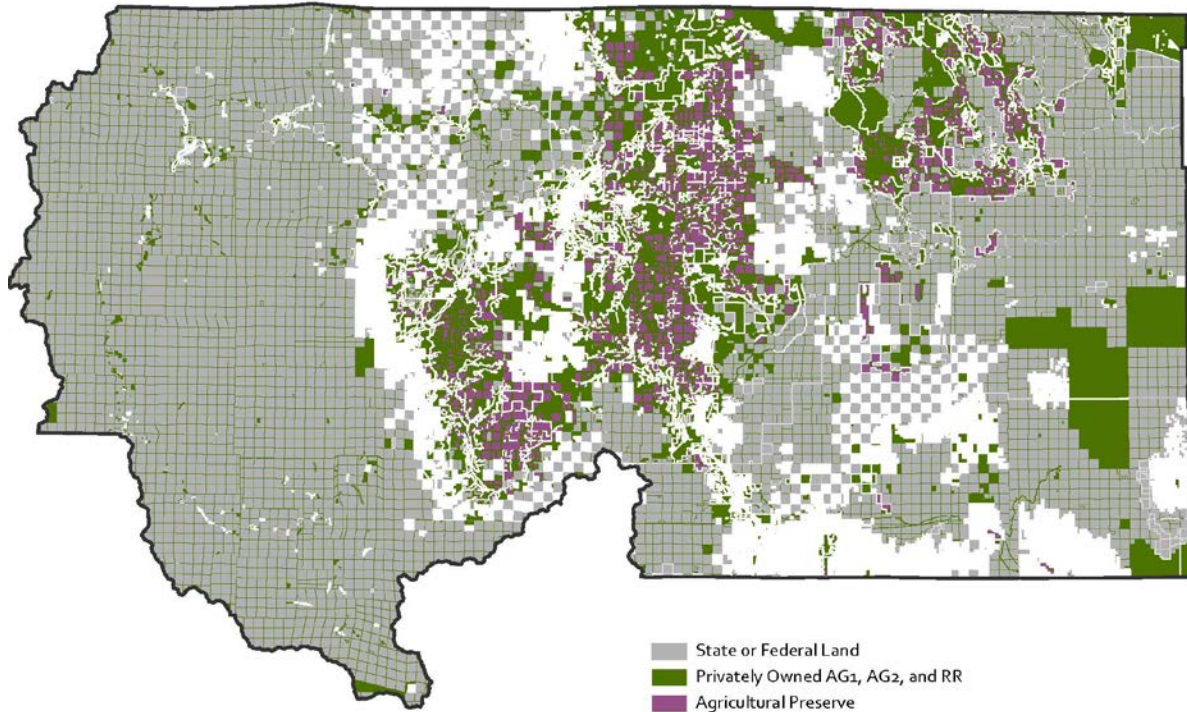 State or Federal Land
Privately Owned AG1, AG2, and RR
Agricultural Preserve